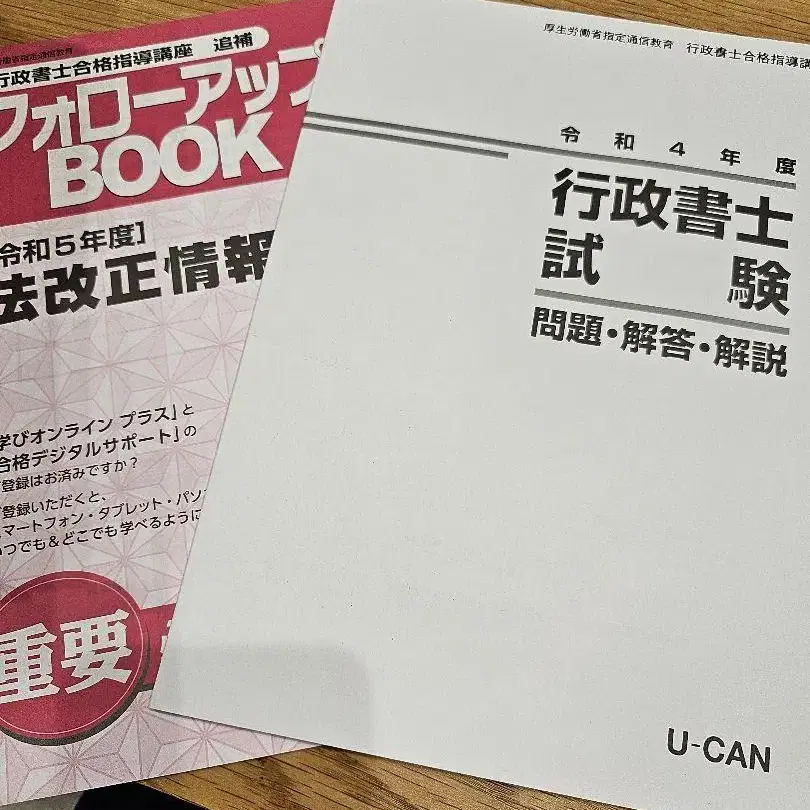 行政書士合格指導講座 追補
フォローアップ
BOOK
令和5年度]
法改正情報
学びオンライン プラス」と
合格デジタルサポート」の
登録はお済みですか？
登録いただくと、
スマートフォン・タブレット・パソ
いつでも＆どこでも学べるように
重要
厚生労働省指定通信教育 行政書士合格指導講
令和4年度
行政書士
試験
問題・解答・解説
U-CAN